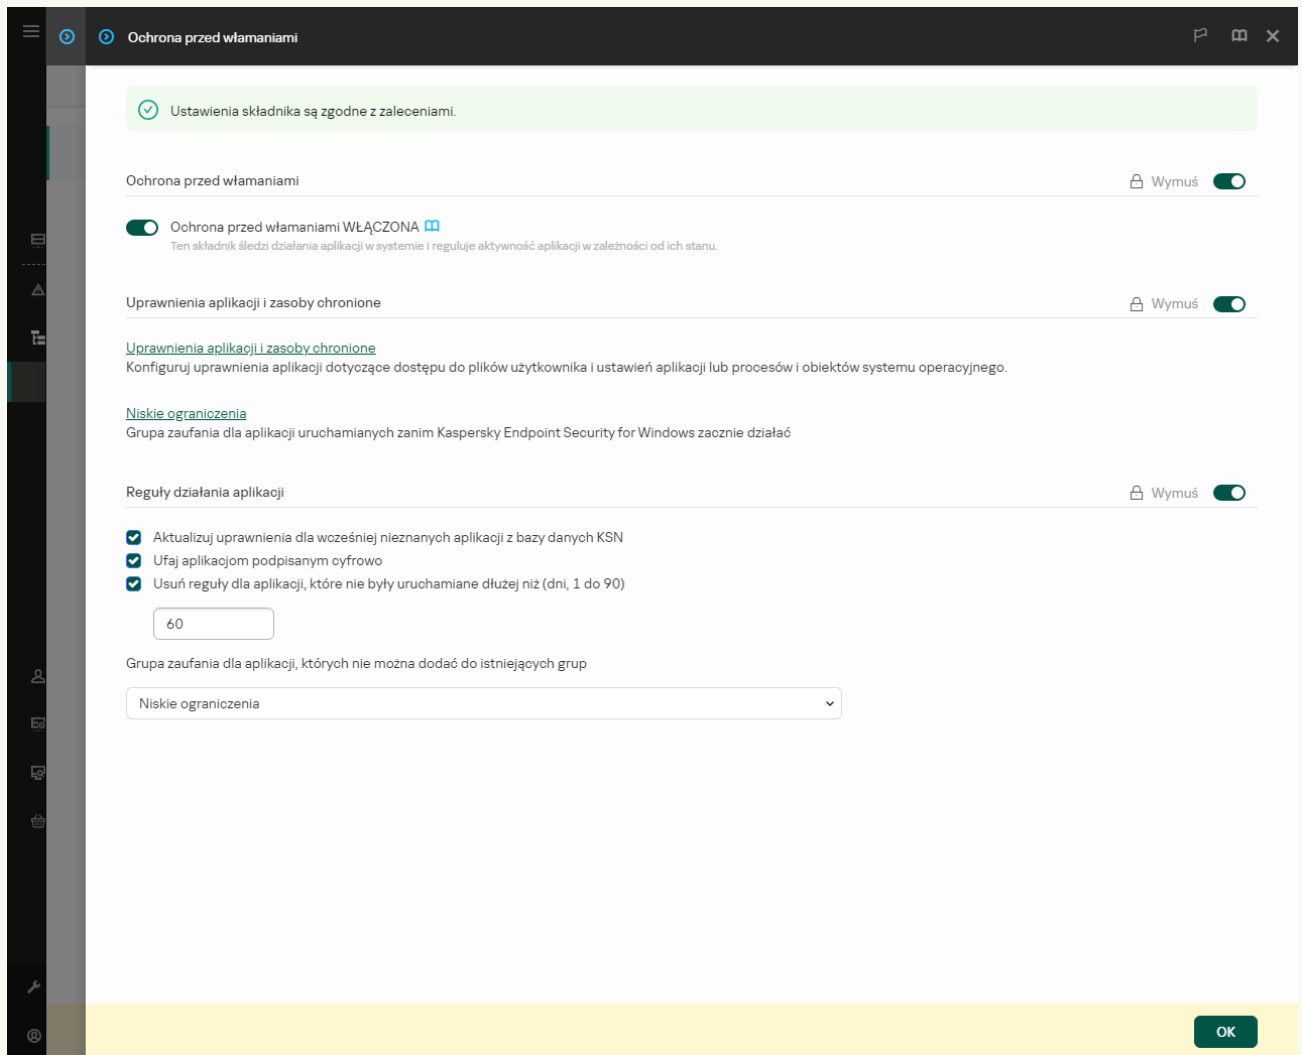 Ochrona przed włamaniami
Ustawienia składnika są zgodne z zaleceniami.
Ochrona przed włamaniami
Wymuś
Ochrona przed włamaniami WŁĄCZONA
Ten składnik śledzi działania aplikacji w systemie i reguluje aktywność aplikacji w zależności od ich stanu.
Uprawnienia aplikacji i zasoby chronione
Wymuś
Uprawnienia aplikacji i zasoby chronione
Konfiguruj uprawnienia aplikacji dotyczące dostępu do plików użytkownika i ustawień aplikacji lub procesów i obiektów systemu operacyjnego.
Niskie ograniczenia
Grupa zaufania dla aplikacji uruchamianych zanim Kaspersky Endpoint Security for Windows zacznie działać
Reguły działania aplikacji
Wymuś
Aktualizuj uprawnienia dla wcześniej nieznanych aplikacji z bazy danych KSN
Ufaj aplikacjom podpisanym cyfrowo
Usuń reguły dla aplikacji, które nie były uruchamiane dłużej niż (dni, 1 do 90)
60
Grupa zaufania dla aplikacji, których nie można dodać do istniejących grup
Niskie ograniczenia
OK